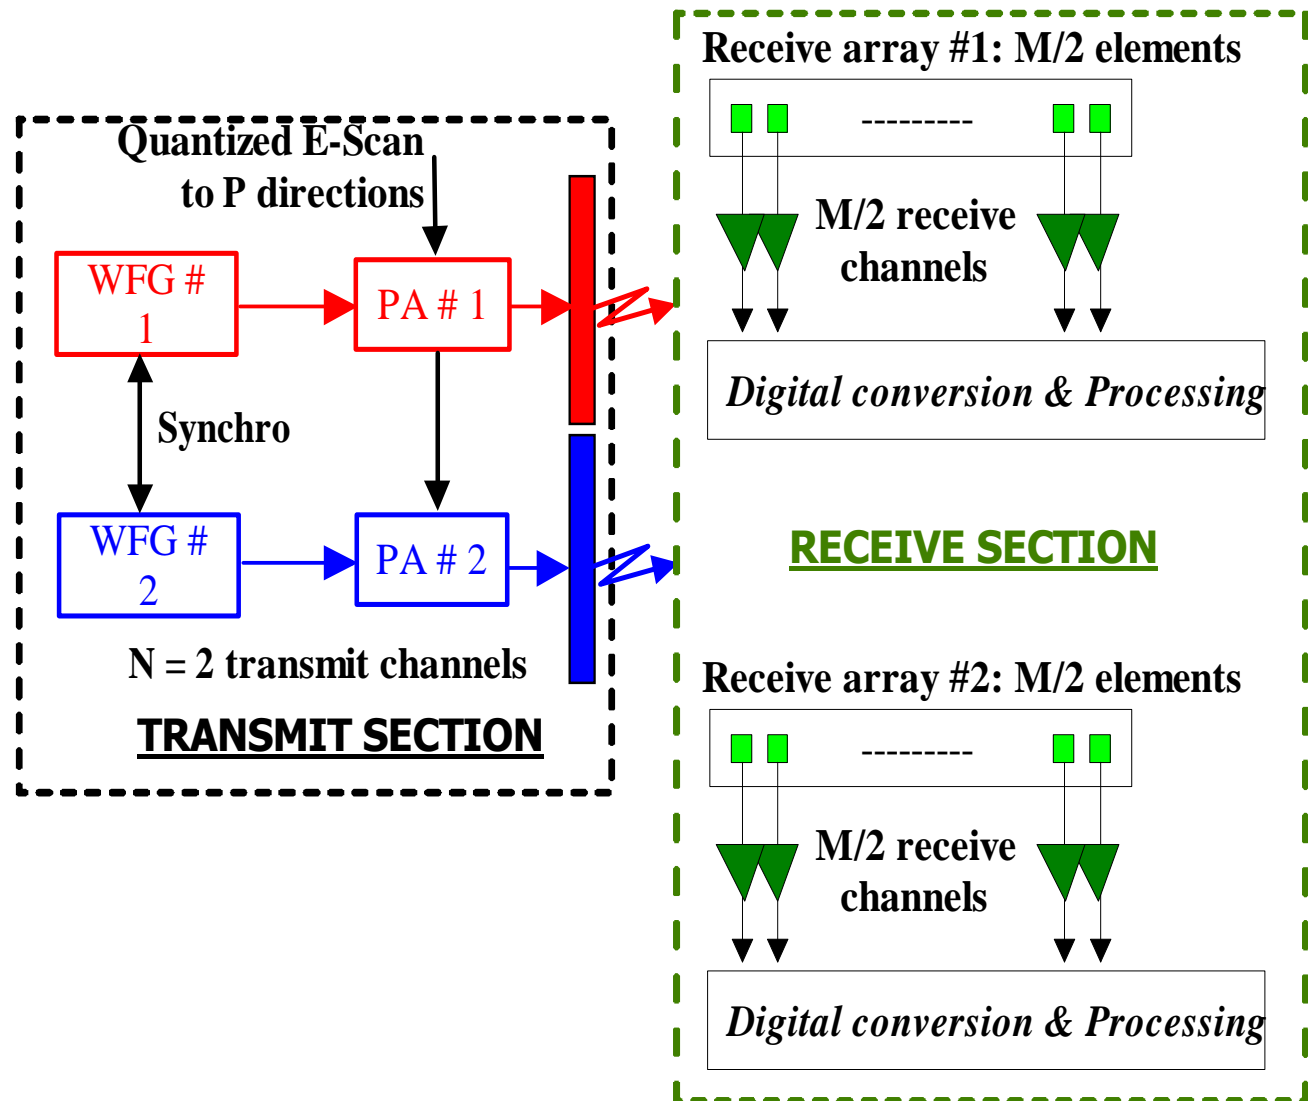 Quantized E-Scan
to P directions
WFG #
1
PA # 1
Synchro
WFG #
2
PA # 2
N = 2 transmit channels
TRANSMIT SECTION
Receive array #1: M/2 elements
---------
M/2 receive
channels
Digital conversion & Processing
RECEIVE SECTION
Receive array #2: M/2 elements
---------
M/2 receive
channels
Digital conversion & Processing